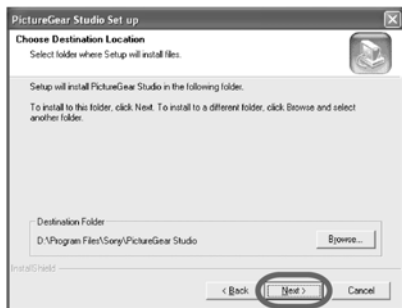 PictureGear Studio Set up
Choose Destination Location
Select folder where Setup will install files.
Setup will install PictureGear Studio in the following folder.
To install to this folder, click Next. To install to a different folder, click Browse and select
another folder.
Destination Folder
D:\Program Files\Sony\PictureGear Studio
Browse...
InstallShield
< Back
Next >
Cancel